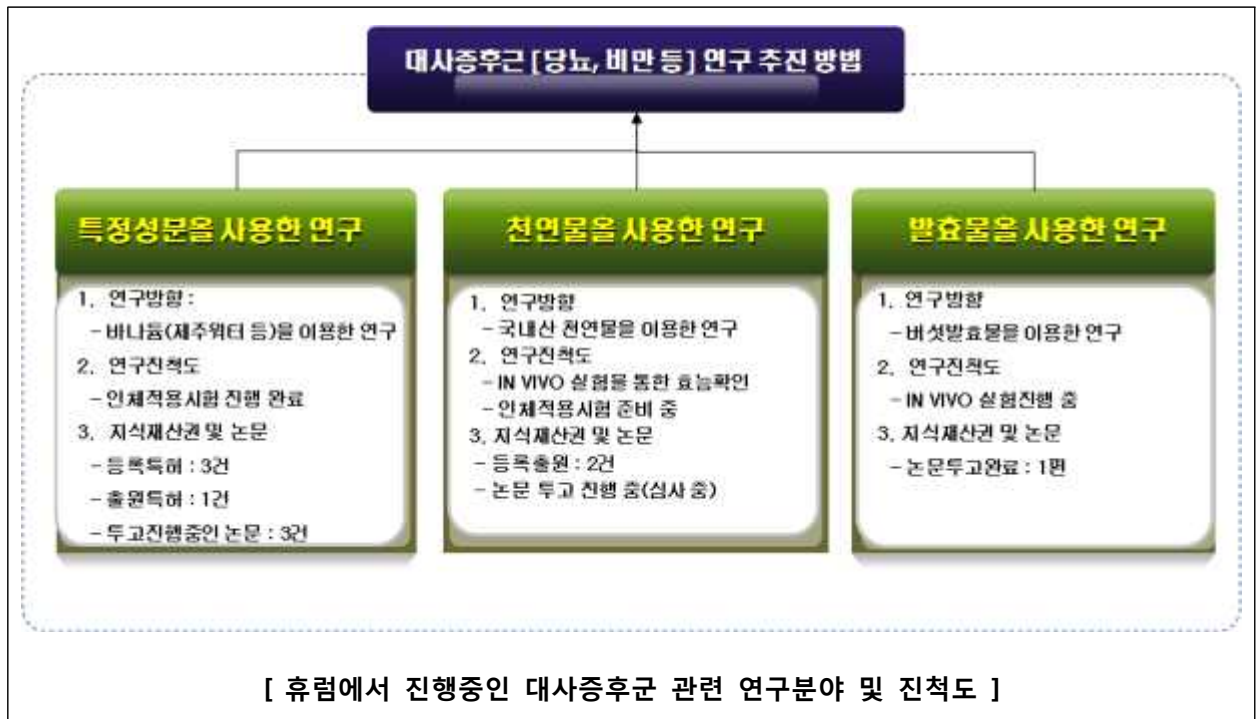 대사증후근 [당뇨, 비만 등] 연구 추진 방법
특정성분을 사용한 연구
1. 연구방향 :
- 바나듐(제주워터 등)을 이용한 연구
2. 연구진척도
- 인체적용시험 진행 완료
3. 지식재산권 및 논문
- 등록특허 : 3건
- 출원특허 : 1건
- 투고진행중인 논문 : 3건
천연물을 사용한 연구
1. 연구방향
- 국내산 천연물을 이용한 연구
2. 연구진척도
- IN VIVO 실험을 통한 효능확인
- 인체적용시험 준비 중
3. 지식재산권 및 논문
- 등록출원 : 2건
- 논문 투고 진행 중(심사 중)
발효물을 사용한 연구
1. 연구방향
- 버섯발효물을 이용한 연구
2. 연구진척도
- IN VIVO 실험진행 중
3. 지식재산권 및 논문
- 논문투고완료 : 1편
[ 휴럼에서 진행중인 대사증후군 관련 연구분야 및 진척도 ]